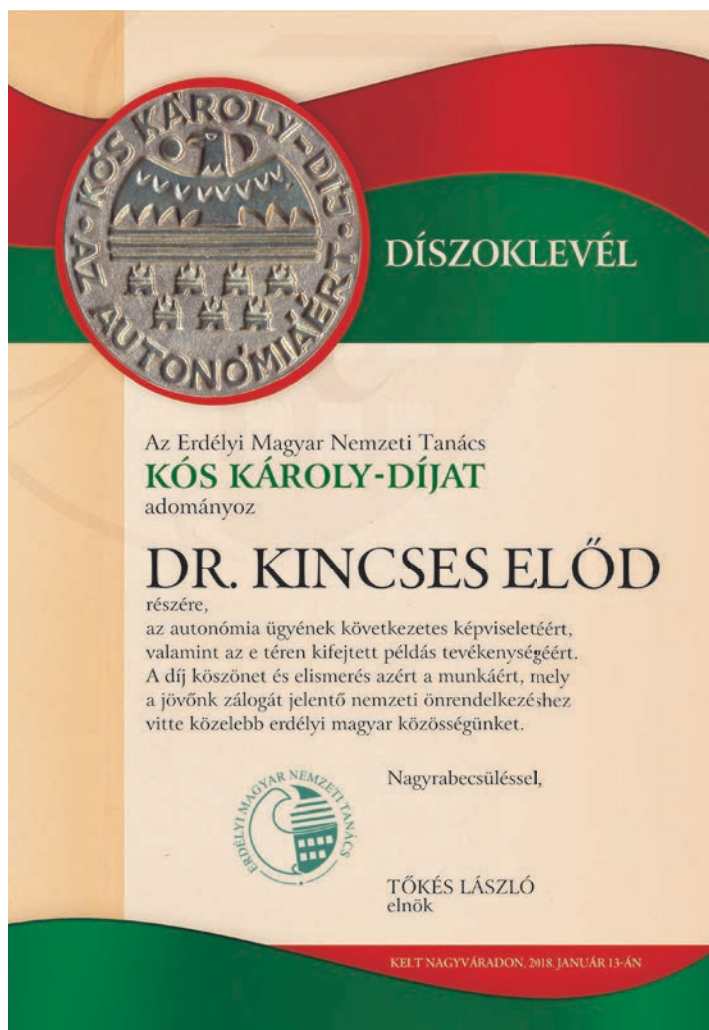 KÓS KÁROLY-DÍJ · AZ AUTONÓMIÁÉRT ·
DÍSZOKLEVÉL
Az Erdélyi Magyar Nemzeti Tanács
KÓS KÁROLY-DÍJAT
adományoz
DR. KINCSES ELŐD
részére,
az autonómia ügyének következetes képviseletéért,
valamint az e téren kifejtett példás tevékenységéért.
A díj köszönet és elismerés azért a munkáért, mely
a jövőnk zálogát jelentő nemzeti önrendelkezéshez
vitte közelebb erdélyi magyar közösségünket.
ERDÉLYI MAGYAR NEMZETI TANÁCS
Nagyrabecsüléssel,
TŐKÉS LÁSZLÓ
elnök
KELT NAGYVÁRADON, 2018. JANUÁR 13-ÁN